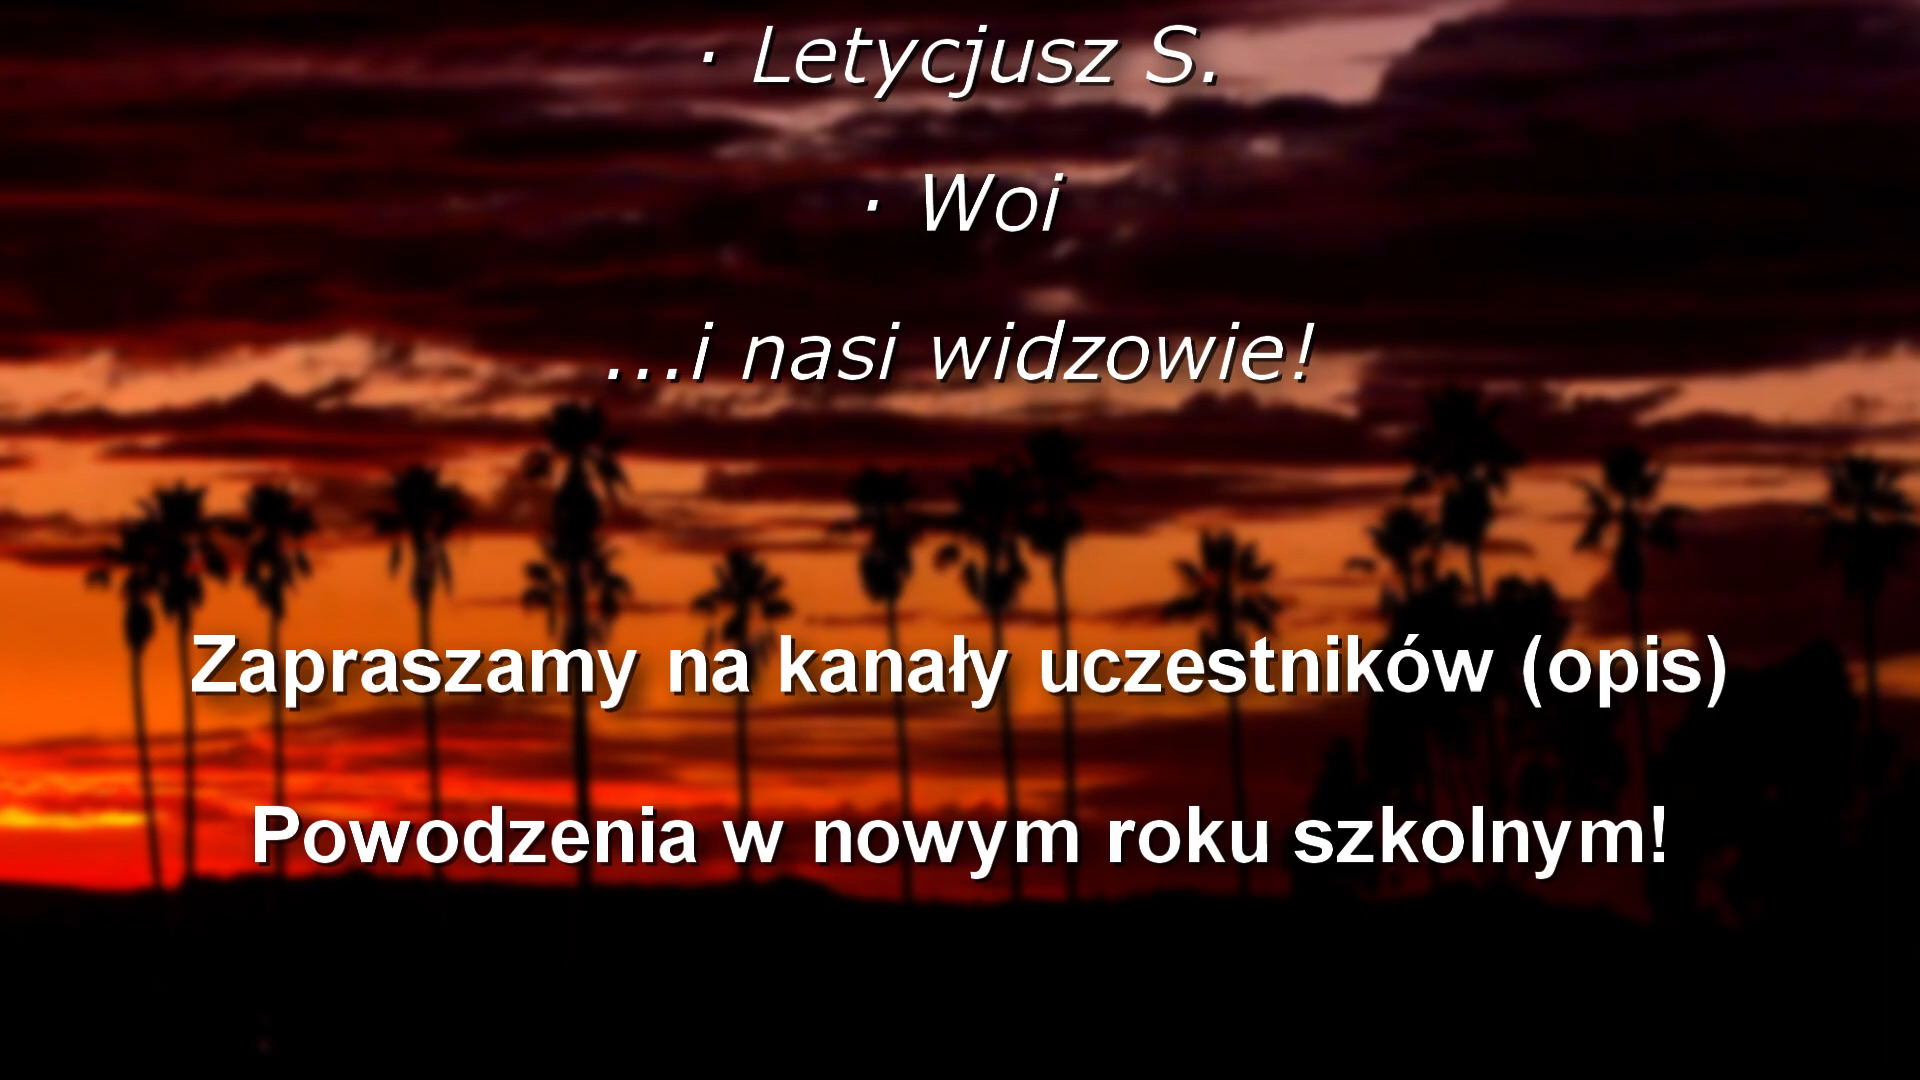 · Letycjusz S.
· Woi
...i nasi widzowie!
Zapraszamy na kanały uczestników (opis)
Powodzenia w nowym roku szkolnym!